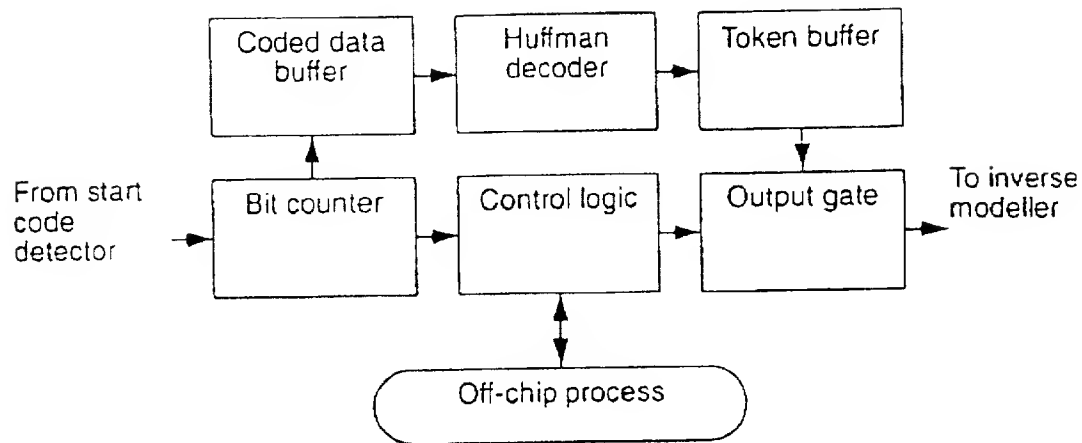 Coded data
buffer
Huffman
decoder
Token buffer
From start
code
detector
Bit counter
Control logic
Output gate
To inverse
modeller
Off-chip process